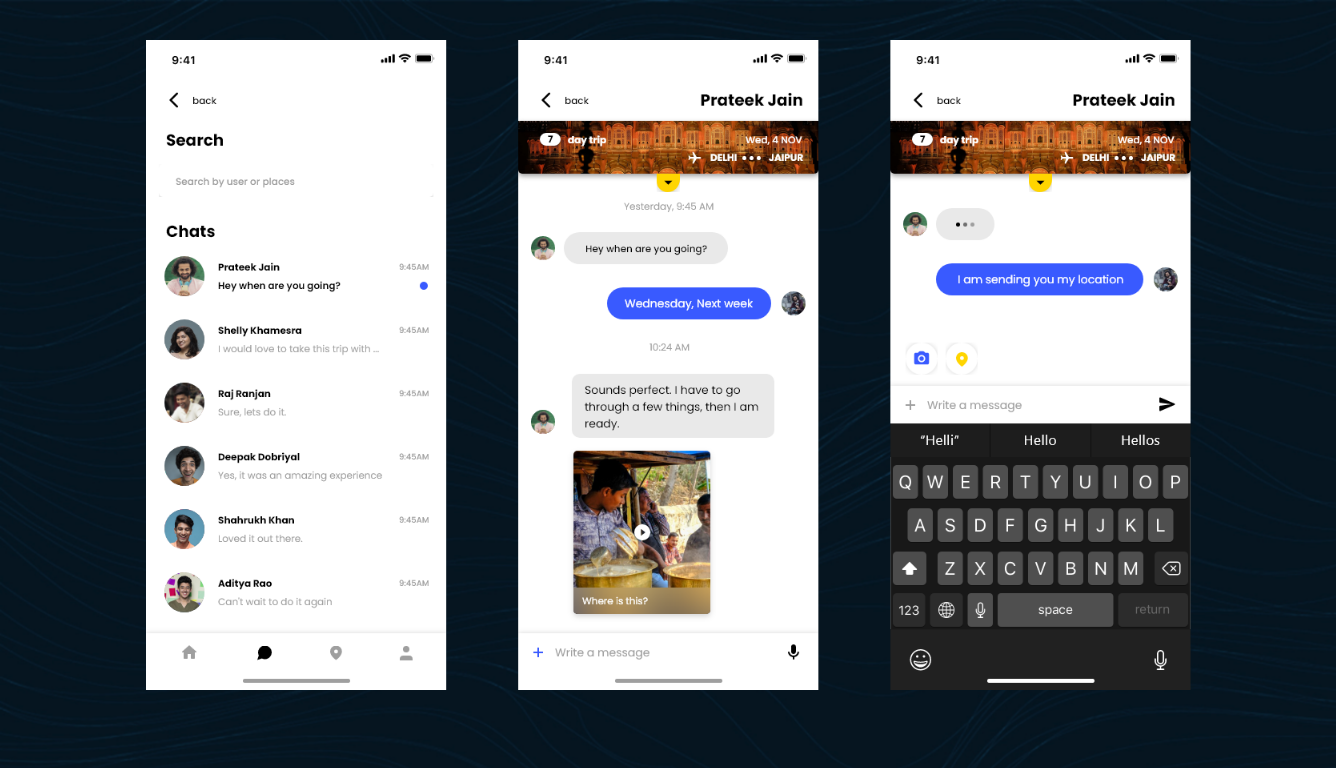 9:41
back
Search
Search by user or places
Chats
Prateek Jain 9:45AM
Hey when are you going?
Shelly Khamesra 9:45AM
I would love to take this trip with ...
Raj Ranjan 9:45AM
Sure, lets do it.
Deepak Dobriyal 9:45AM
Yes, it was an amazing experience
Shahrukh Khan 9:45AM
Loved it out there.
Aditya Rao 9:45AM
Can't wait to do it again
9:41
back Prateek Jain
7 day trip Wed, 4 NOV
DELHI ••• JAIPUR
Yesterday, 9:45 AM
Hey when are you going?
Wednesday, Next week
10:24 AM
Sounds perfect. I have to go
through a few things, then I am
ready.
Where is this?
+ Write a message
9:41
back Prateek Jain
7 day trip Wed, 4 NOV
DELHI ••• JAIPUR
I am sending you my location
+ Write a message
"Helli" Hello Hellos
Q W E R T Y U I O P
A S D F G H J K L
Z X C V B N M
123 space return